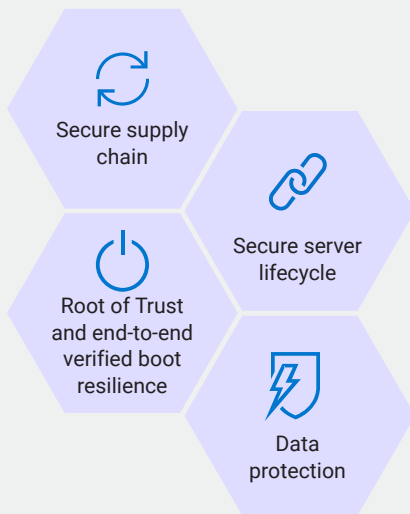 Secure supply
chain
Secure server
lifecycle
Root of Trust
and end-to-end
verified boot
resilience
Data
protection